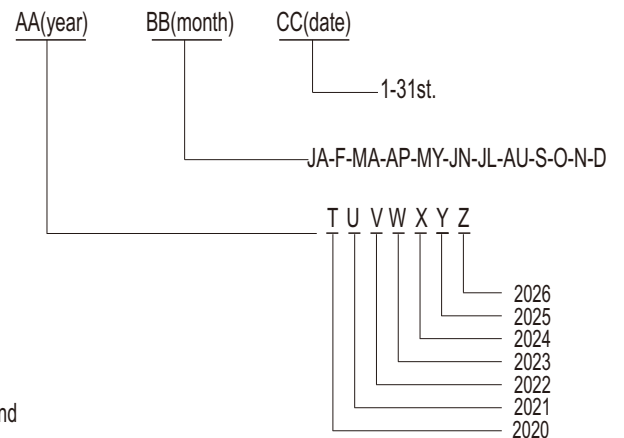 AA(year) BB(month) CC(date)
1-31st.
JA-F-MA-AP-MY-JN-JL-AU-S-O-N-D
T U V W X Y Z
2026
2025
2024
2023
2022
2021
nd
2020